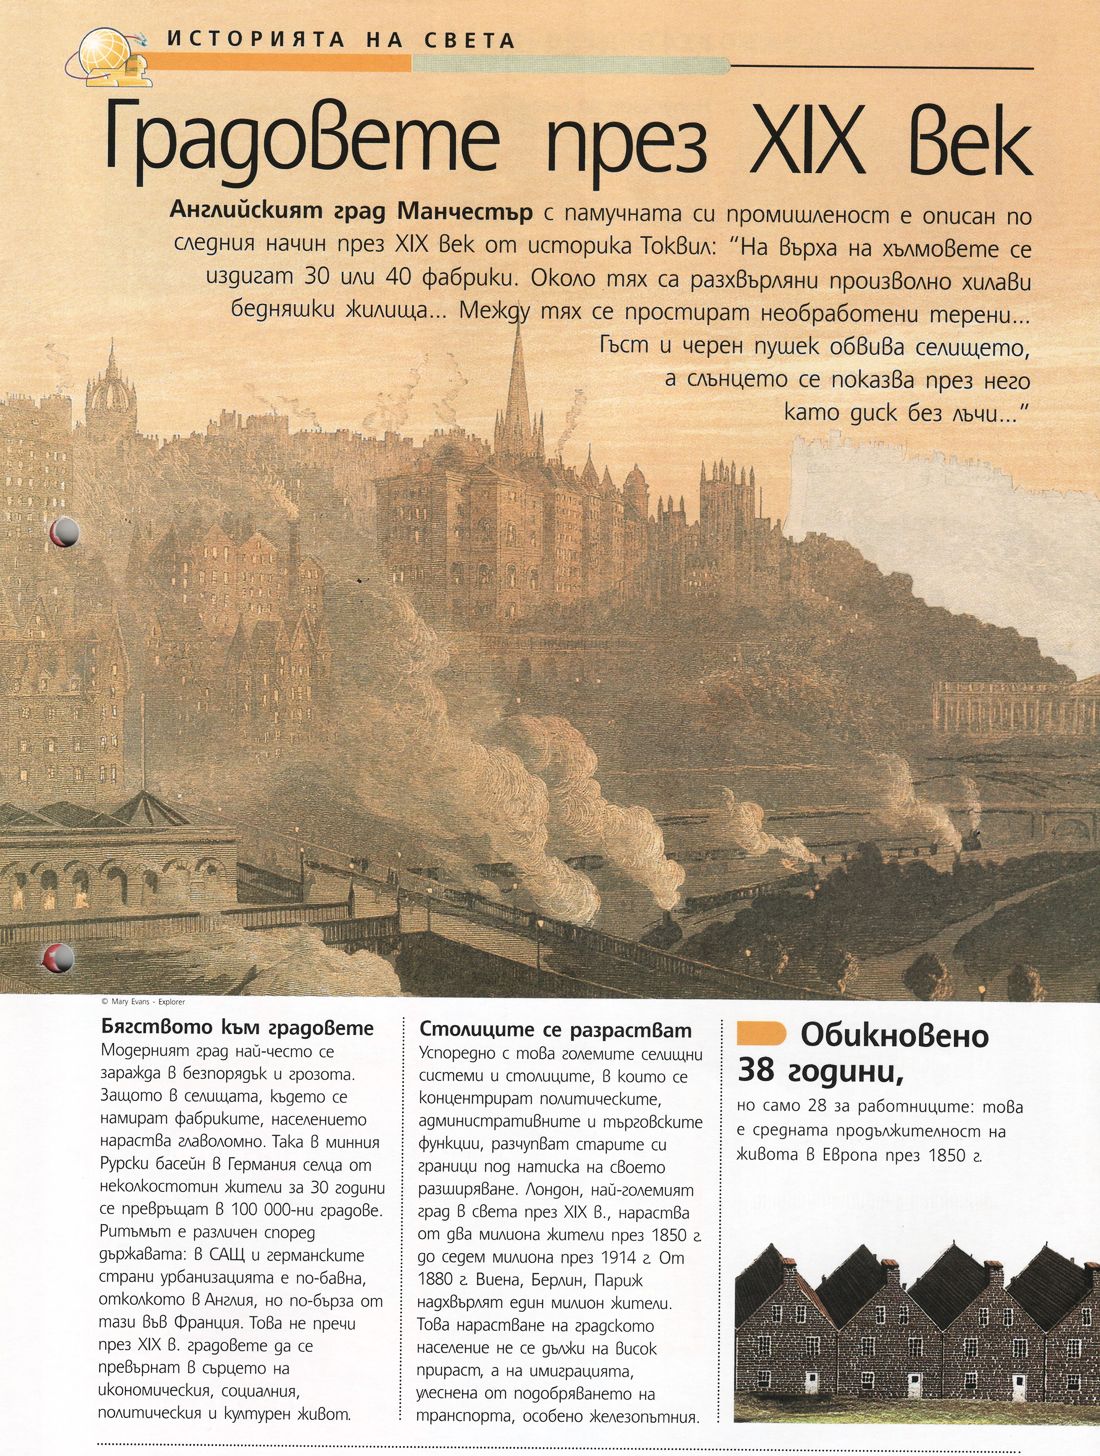 ИСТОРИЯТА НА СВЕТА
Градовете през XIX век
Английският град Манчестър с памучната си промишленост е описан по
следния начин през XIX век от историка Токвил: “На върха на хълмовете се
издигат 30 или 40 фабрики. Около тях са разхвърляни произволно хилави
бедняшки жилища... Между тях се простират необработени терени...
Гъст и черен пушек обвива селището,
а слънцето се показва през него
като диск без лъчи...”
© Mary Evans - Explorer
Бягството към градовете
Модерният град най-често се
заражда в безпорядък и грозота.
Защото в селищата, където се
намират фабриките, населението
нараства главоломно. Така в минния
Рурски басейн в Германия селца от
неколкостотин жители за 30 години
се превръщат в 100 000-ни градове.
Ритъмът е различен според
държавата: в САЩ и германските
страни урбанизацията е по-бавна,
отколкото в Англия, но по-бърза от
тази във Франция. Това не пречи
през XIX в. градовете да се
превърнат в сърцето на
икономическия, социалния,
политическия и културен живот.
Столиците се разрастват
Успоредно с това големите селищни
системи и столиците, в които се
концентрират политическите,
административните и търговските
функции, разчупват старите си
граници под натиска на своето
разширяване. Лондон, най-големият
град в света през XIX в., нараства
от два милиона жители през 1850 г.
до седем милиона през 1914 г. От
1880 г. Виена, Берлин, Париж
надхвърлят един милион жители.
Това нарастване на градското
население не се дължи на висок
прираст, а на имиграцията,
улеснена от подобряването на
транспорта, особено железопътния.
Обикновено
38 години,
но само 28 за работниците: това
е средната продължителност на
живота в Европа през 1850 г.